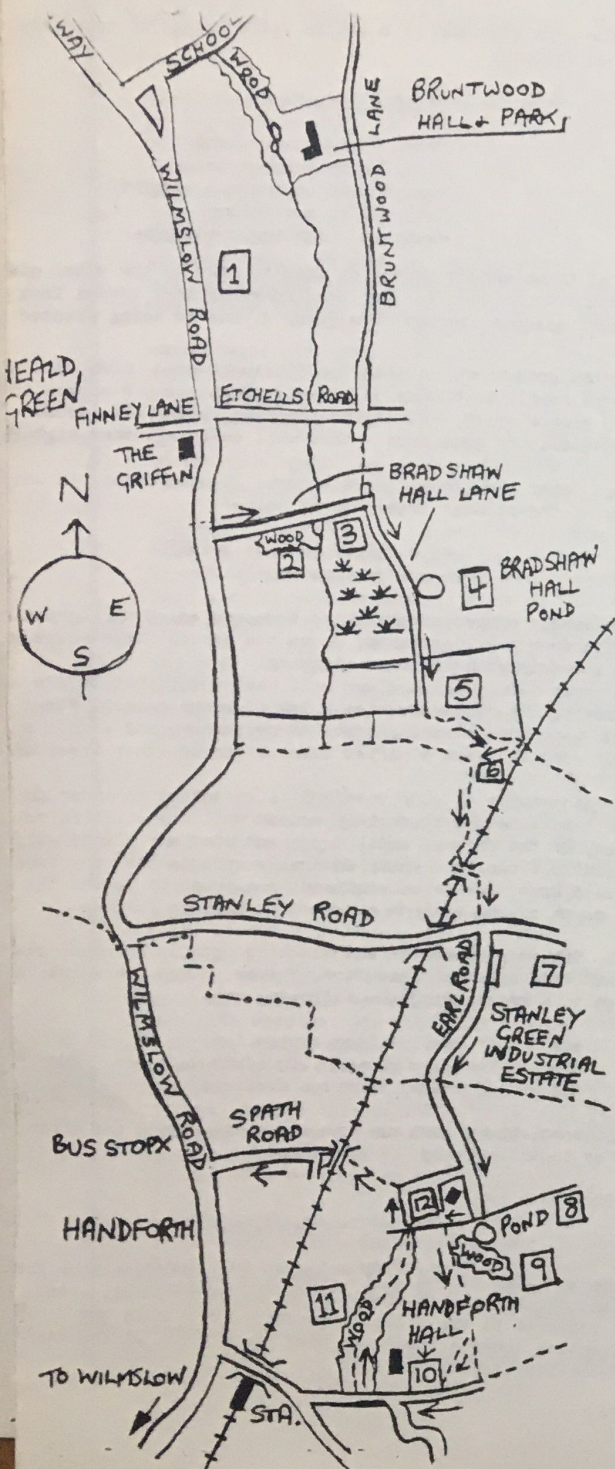 WAY
SCHOOL
WOOD
LANE
BRUNTWOOD
HALL & PARK
WILMSLOW ROAD
1
BRUNTWOOD
HEALD
GREEN
FINNEY LANE
ETCHELLS ROAD
THE
GRIFFIN
N
BRADSHAW
HALL LANE
WOOD
2
3
W
E
S
4
BRADSHAW
HALL
POND
5
6
STANLEY ROAD
EARL ROAD
7
STANLEY
GREEN
INDUSTRIAL
ESTATE
WILMSLOW ROAD
SPATH
ROAD
BUS STOP X
HANDFORTH
12
POND
8
WOOD
9
11
WOOD
HANDFORTH
HALL
10
TO WILMSLOW
STA.